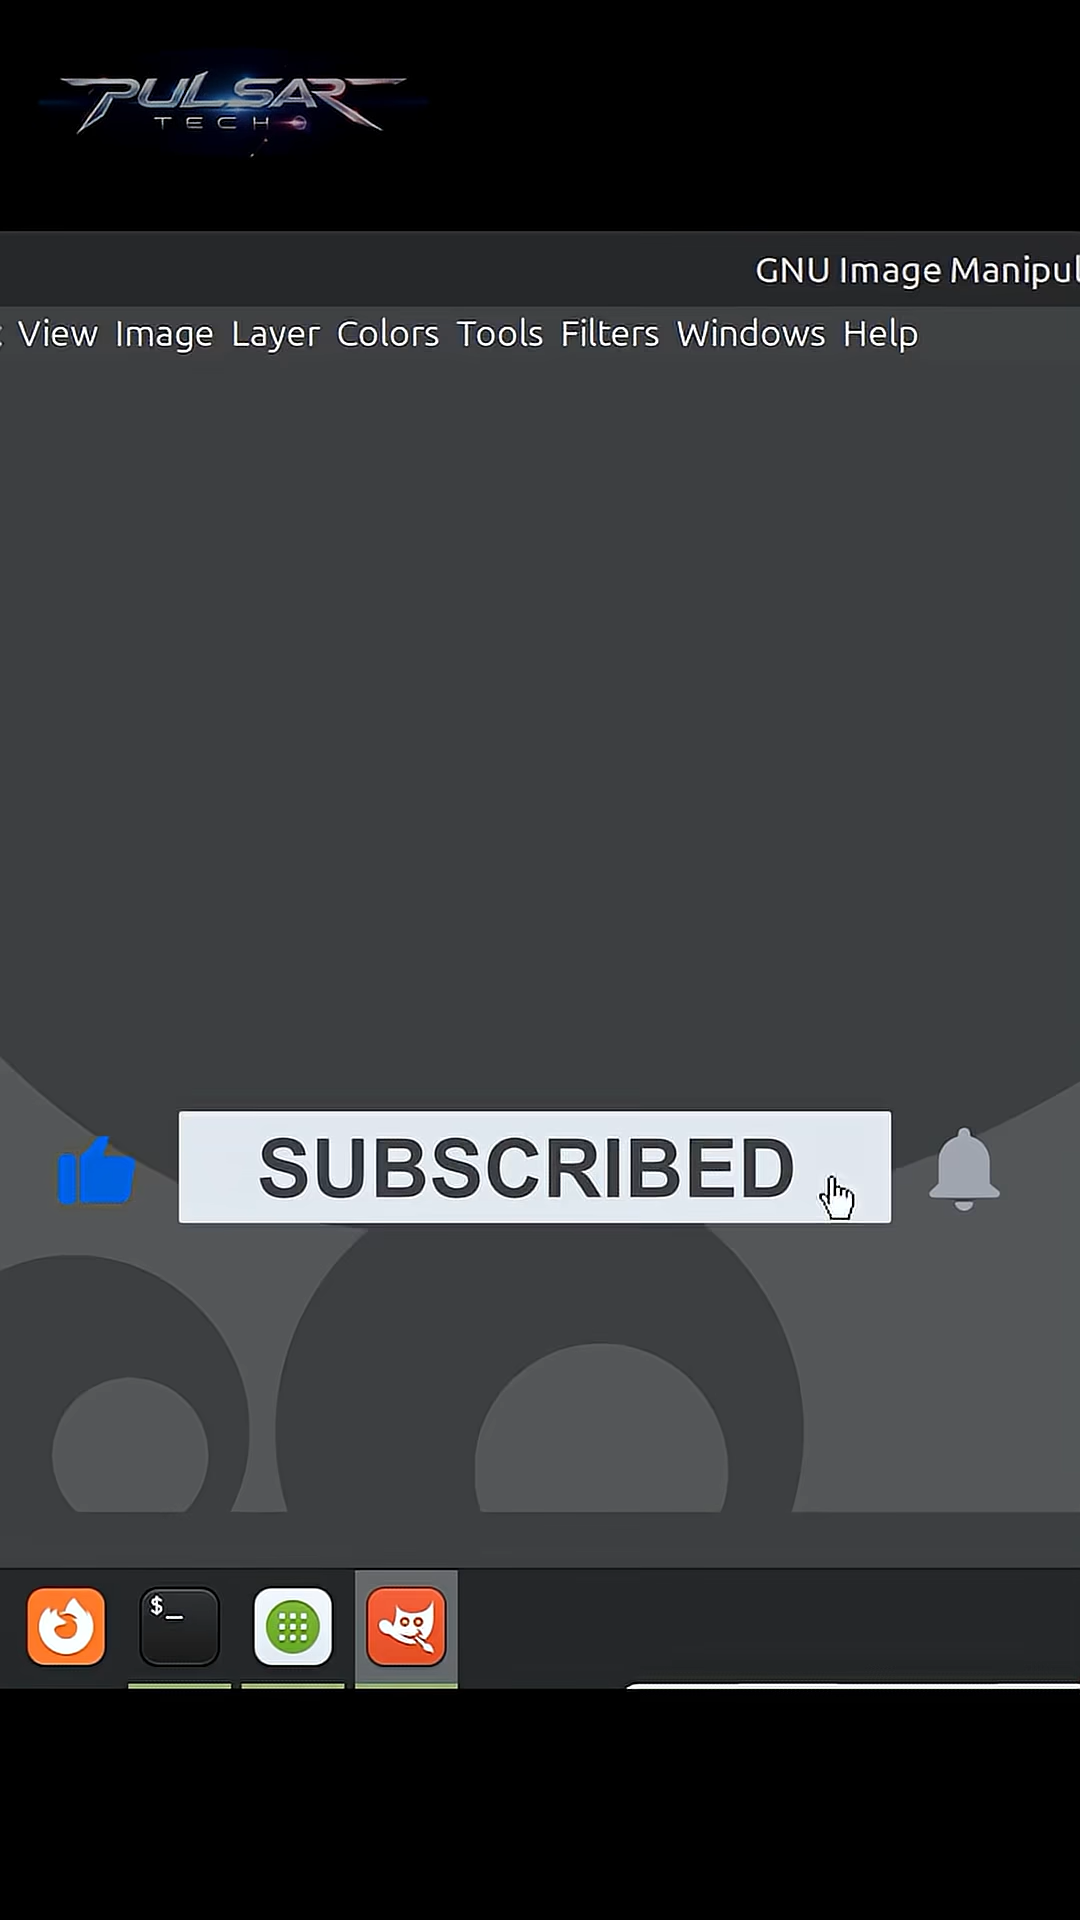 PULSAR
TECH
GNU Image Manipul
View Image Layer Colors Tools Filters Windows Help
SUBSCRIBED
$_